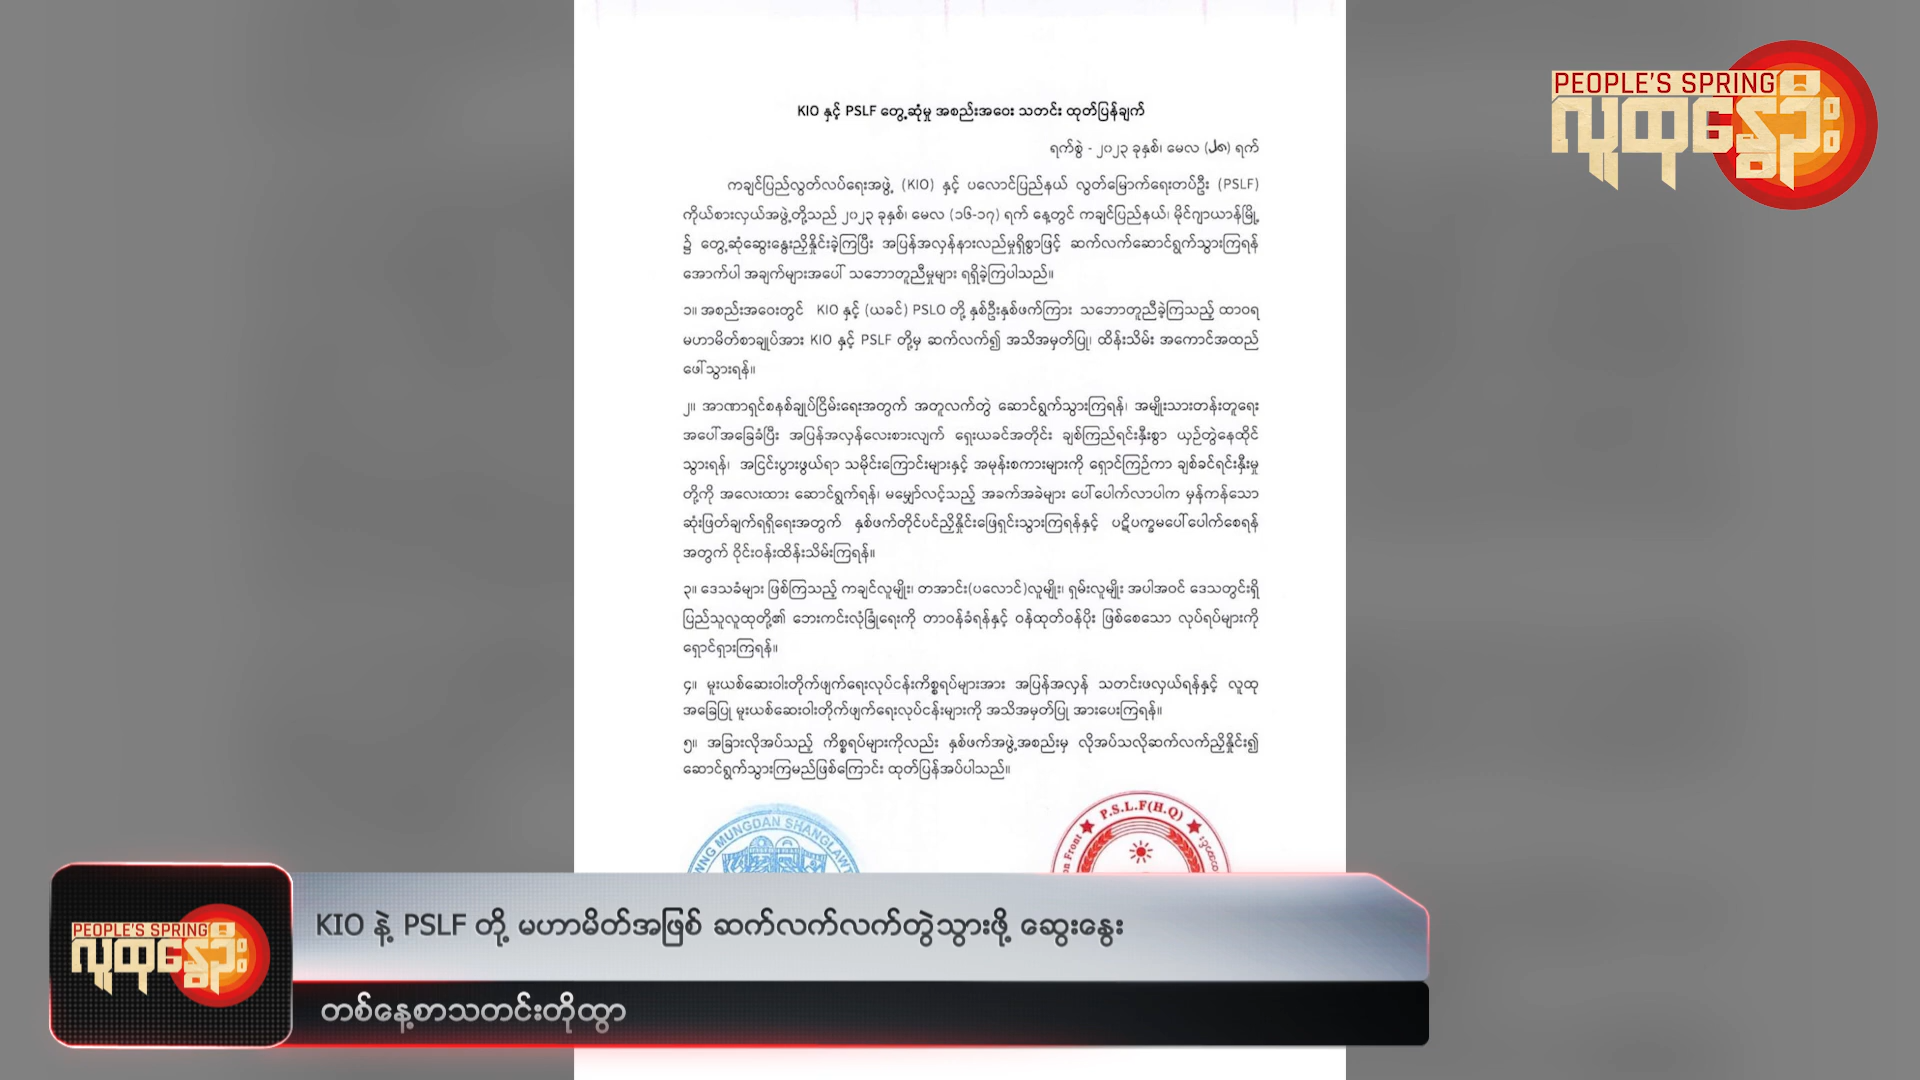 KIO နှင့် PSLF တွေ့ဆုံမှု အစည်းအဝေး သတင်း ထုတ်ပြန်ချက်
ရက်စွဲ - ၂၀၂၃ ခုနှစ်၊ မေလ (၂၈) ရက်
PEOPLE'S SPRING
လူထုနွေဦး
ကချင်ပြည်လွတ်လပ်ရေးအဖွဲ့ (KIO) နှင့် ပလောင်ပြည်နယ် လွတ်မြောက်ရေးတပ်ဦး (PSLF)
ကိုယ်စားလှယ်အဖွဲ့တို့သည် ၂၀၂၃ ခုနှစ်၊ မေလ (၁၆-၁၇) ရက် နေ့တွင် ကချင်ပြည်နယ်၊ မိုင်ဂျာယာန်မြို့
၌ တွေ့ဆုံဆွေးနွေးညှိနှိုင်းခဲ့ကြပြီး အပြန်အလှန်နားလည်မှုရှိစွာဖြင့် ဆက်လက်ဆောင်ရွက်သွားကြရန်
အောက်ပါ အချက်များအပေါ် သဘောတူညီမှုများ ရရှိခဲ့ကြပါသည်။
၁။ အစည်းအဝေးတွင် KIO နှင့် (ယခင်) PSLO တို့ နှစ်ဦးနှစ်ဖက်ကြား သဘောတူညီခဲ့ကြသည့် ထာဝရ
မဟာမိတ်စာချုပ်အား KIO နှင့် PSLF တို့မှ ဆက်လက်၍ အသိအမှတ်ပြု၊ ထိန်းသိမ်း အကောင်အထည်
ဖေါ်သွားရန်။
၂။ အာဏာရှင်စနစ်ချုပ်ငြိမ်းရေးအတွက် အတူလက်တွဲ ဆောင်ရွက်သွားကြရန်၊ အမျိုးသားတန်းတူရေး
အပေါ်အခြေခံပြီး အပြန်အလှန်လေးစားလျက် ရှေးယခင်အတိုင်း ချစ်ကြည်ရင်းနှီးစွာ ယှဉ်တွဲနေထိုင်
သွားရန်၊ အငြင်းပွားဖွယ်ရာ သမိုင်းကြောင်းများနှင့် အမုန်းစကားများကို ရှောင်ကြဉ်ကာ ချစ်ခင်ရင်းနှီးမှု
တို့ကို အလေးထား ဆောင်ရွက်ရန်၊ မမျှော်လင့်သည့် အခက်အခဲများ ပေါ်ပေါက်လာပါက မှန်ကန်သော
ဆုံးဖြတ်ချက်ရရှိရေးအတွက် နှစ်ဖက်တိုင်ပင်ညှိနှိုင်းဖြေရှင်းသွားကြရန်နှင့် ပဋိပက္ခမပေါ်ပေါက်စေရန်
အတွက် ဝိုင်းဝန်းထိန်းသိမ်းကြရန်။
၃။ ဒေသခံများ ဖြစ်ကြသည့် ကချင်လူမျိုး၊ တအာင်း(ပလောင်)လူမျိုး၊ ရှမ်းလူမျိုး အပါအဝင် ဒေသတွင်းရှိ
ပြည်သူလူထုတို့၏ ဘေးကင်းလုံခြုံရေးကို တာဝန်ခံရန်နှင့် ဝန်ထုတ်ဝန်ပိုး ဖြစ်စေသော လုပ်ရပ်များကို
ရှောင်ရှားကြရန်။
၄။ မူးယစ်ဆေးဝါးတိုက်ဖျက်ရေးလုပ်ငန်းကိစ္စရပ်များအား အပြန်အလှန် သတင်းဖလှယ်ရန်နှင့် လူထု
အခြေပြု မူးယစ်ဆေးဝါးတိုက်ဖျက်ရေးလုပ်ငန်းများကို အသိအမှတ်ပြု အားပေးကြရန်။
၅။ အခြားလိုအပ်သည့် ကိစ္စရပ်များကိုလည်း နှစ်ဖက်အဖွဲ့အစည်းမှ လိုအပ်သလိုဆက်လက်ညှိနှိုင်း၍
ဆောင်ရွက်သွားကြမည်ဖြစ်ကြောင်း ထုတ်ပြန်အပ်ပါသည်။
MUNGDAN SHANGLAWT
P.S.L.F(H.Q)
Front
PEOPLE'S SPRING
လူထုနွေဦး
KIO နဲ့ PSLF တို့ မဟာမိတ်အဖြစ် ဆက်လက်လက်တွဲသွားဖို့ ဆွေးနွေး
တစ်နေ့စာသတင်းတိုထွာ